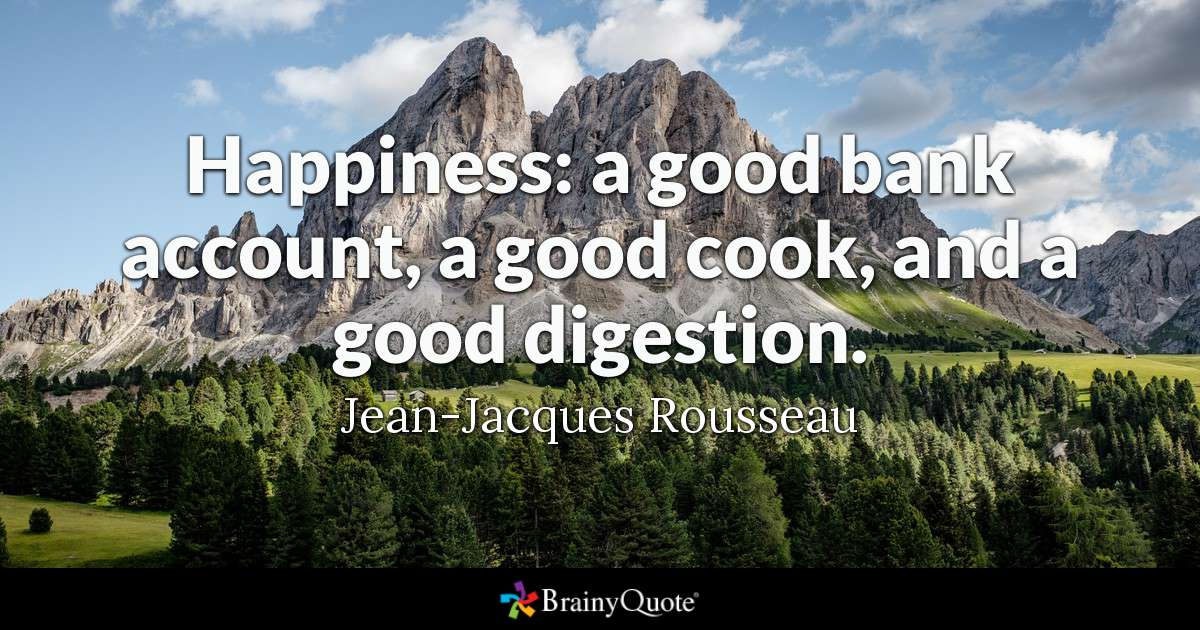 Happiness: a good bank
account, a good cook, and a
good digestion.
Jean-Jacques Rousseau
BrainyQuote®